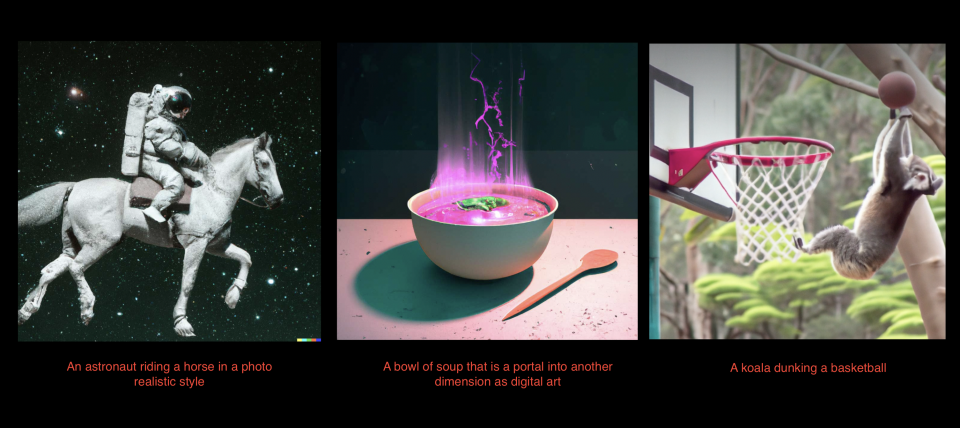 An astronaut riding a horse in a photo
realistic style
A bowl of soup that is a portal into another
dimension as digital art
A koala dunking a basketball